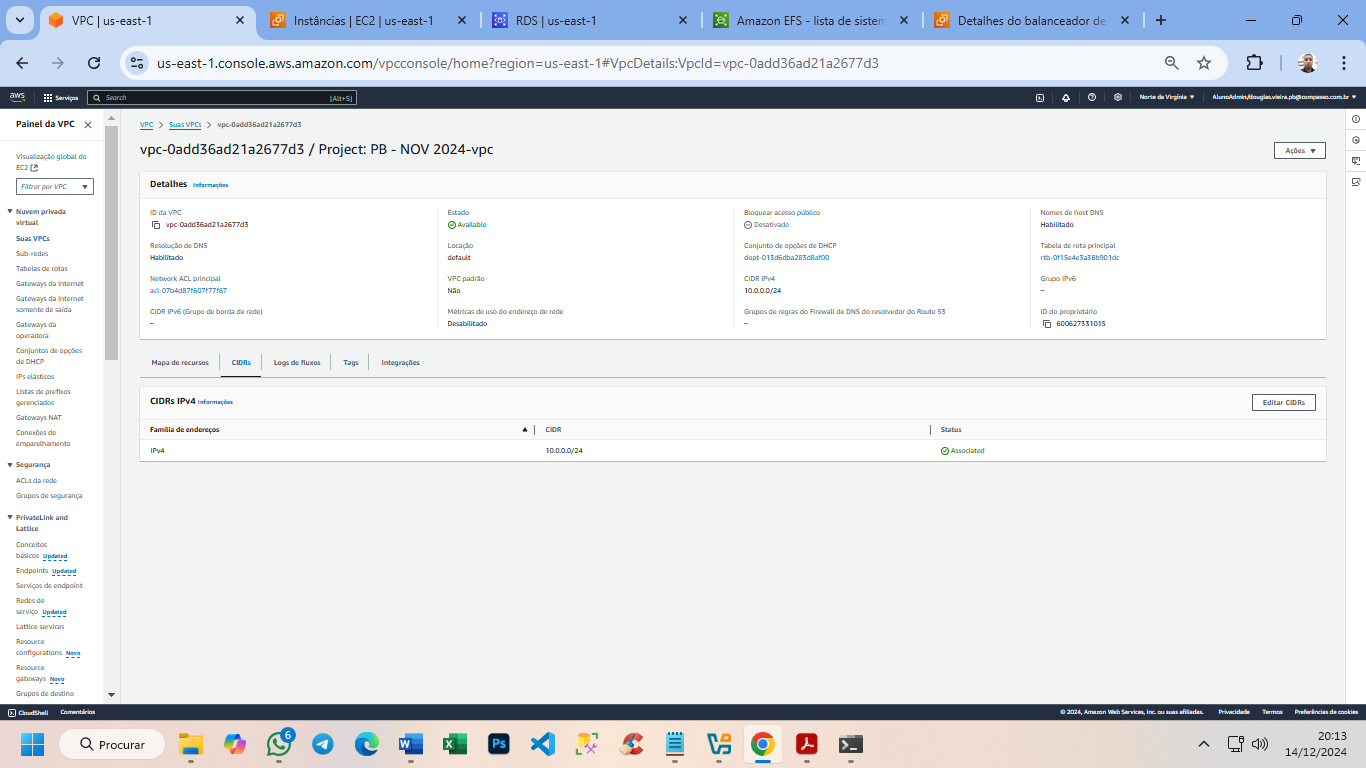 VPC | us-east-1
Instâncias | EC2 | us-east-1
RDS | us-east-1
Amazon EFS - lista de sistem
Detalhes do balanceador de
us-east-1.console.aws.amazon.com/vpcconsole/home?region=us-east-1#VpcDetails:VpcId=vpc-0add36ad21a2677d3
aws
Serviços
Search
[Alt+S]
Norte da Virgínia
AlunoAdmin/douglas.vieira.pb@compasso.com.br
Painel da VPC
Visualização global do
EC2
Filtrar por VPC
Nuvem privada
virtual
Suas VPCs
Sub-redes
Tabelas de rotas
Gateways da Internet
Gateways da Internet
somente de saída
Gateways da
operadora
Conjuntos de opções
de DHCP
IPs elásticos
Listas de prefixos
gerenciados
Gateways NAT
Conexões de
emparelhamento
Segurança
ACLs da rede
Grupos de segurança
PrivateLink and
Lattice
Conceitos
básicos Updated
Endpoints Updated
Serviços de endpoint
Redes de
serviço Updated
Lattice services
Resource
configurations Novo
Resource
gateways Novo
Grupos de destino
VPC > Suas VPCs > vpc-0add36ad21a2677d3
vpc-0add36ad21a2677d3 / Project: PB - NOV 2024-vpc
Ações
Detalhes Informações
ID da VPC
vpc-0add36ad21a2677d3
Estado
Available
Bloquear acesso público
Desativado
Nomes de host DNS
Habilitado
Resolução de DNS
Habilitado
Locação
default
Conjunto de opções de DHCP
dopt-013d6dba283d8af00
Tabela de rota principal
rtb-0f15e4e3a38b901dc
Network ACL principal
acl-07b4d87f607f77f67
VPC padrão
Não
CIDR IPv4
10.0.0.0/24
Grupo IPv6
–
CIDR IPv6 (Grupo de borda de rede)
–
Métricas de uso do endereço de rede
Desabilitado
Grupos de regras do Firewall de DNS do resolvedor do Route 53
–
ID do proprietário
600627331015
Mapa de recursos
CIDRs
Logs de fluxos
Tags
Integrações
CIDRs IPv4 Informações
Editar CIDRs
Família de endereços
CIDR
Status
IPv4
10.0.0.0/24
Associated
CloudShell
Comentários
© 2024, Amazon Web Services, Inc. ou suas afiliadas.
Privacidade
Termos
Preferências de cookies
Procurar
6
20:13
14/12/2024